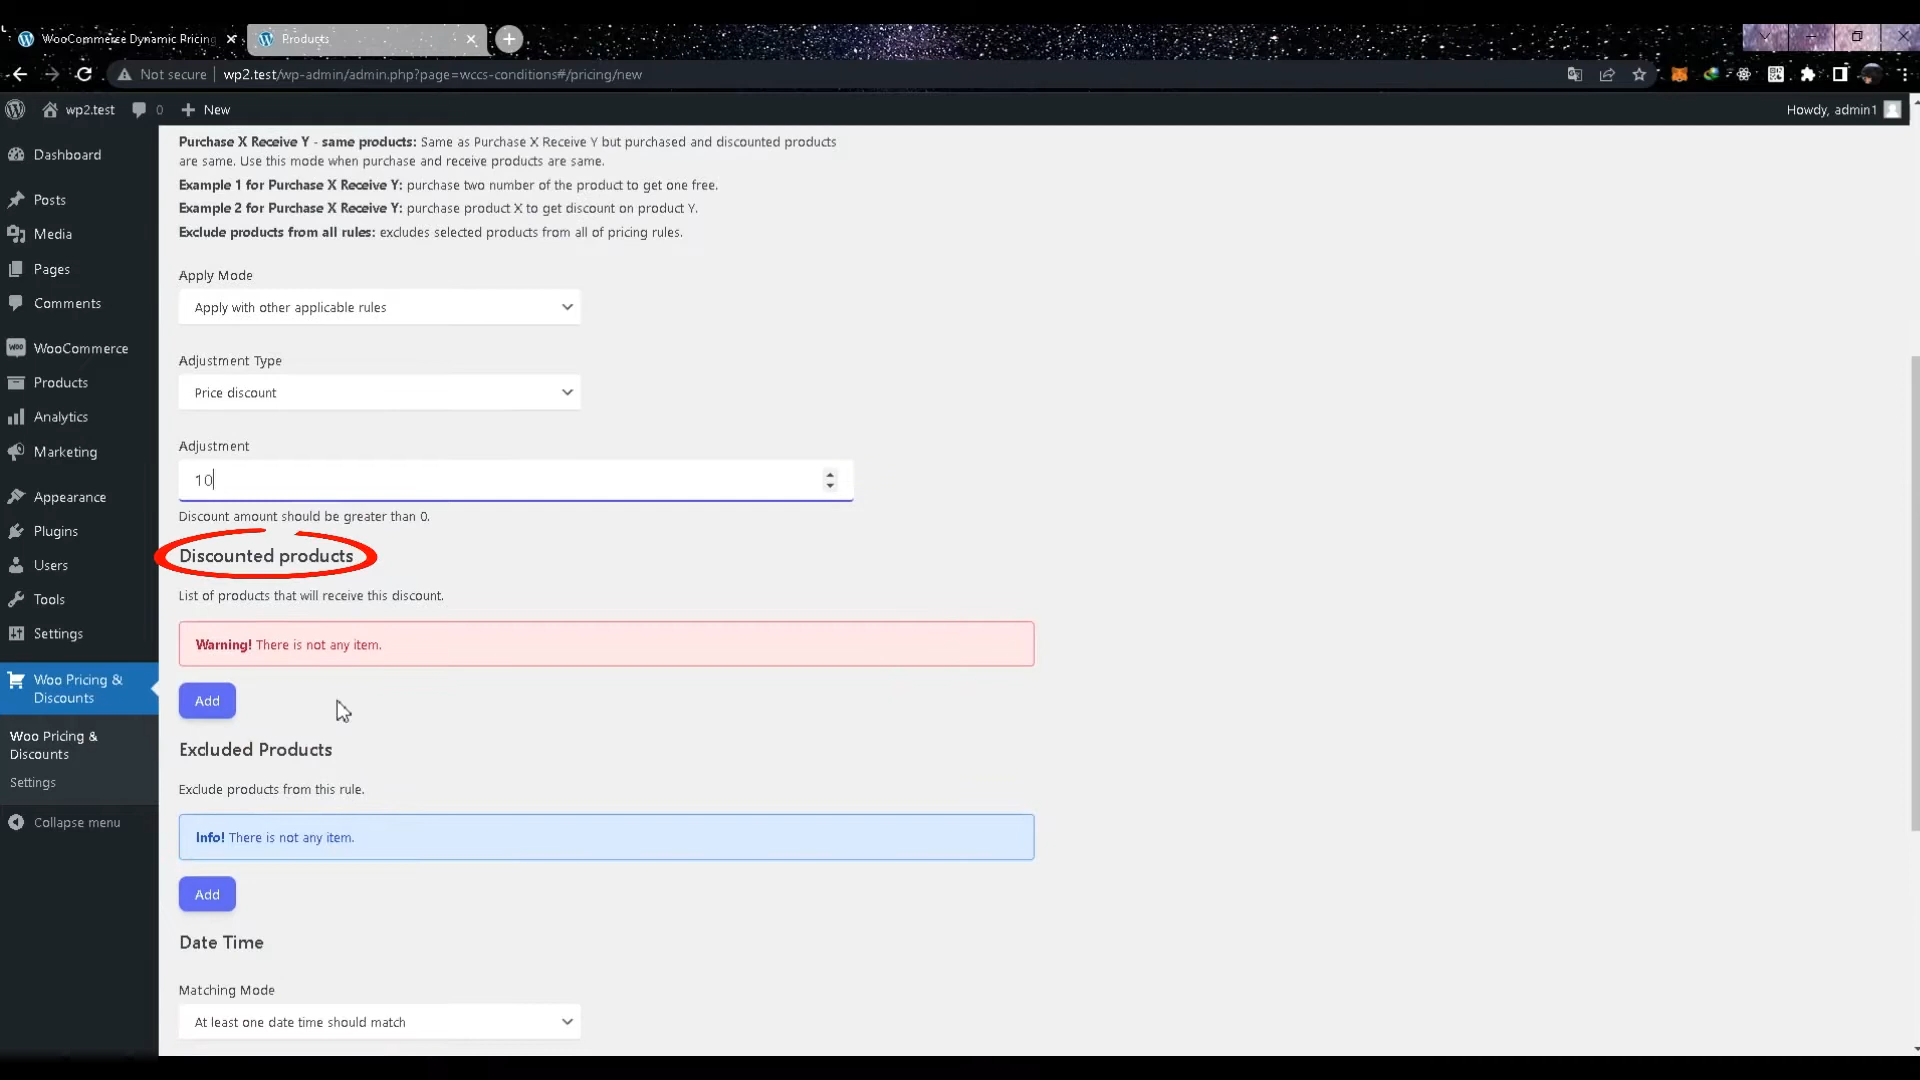 WooCommerce Dynamic Pricing
Products
Not secure
wp2.test/wp-admin/admin.php?page=wccs-conditions#/pricing/new
wp2.test
0
New
Howdy, admin1
Dashboard
Posts
Media
Pages
Comments
WooCommerce
Products
Analytics
Marketing
Appearance
Plugins
Users
Tools
Settings
Woo Pricing &
Discounts
Woo Pricing &
Discounts
Settings
Collapse menu
Purchase X Receive Y - same products: Same as Purchase X Receive Y but purchased and discounted products
are same. Use this mode when purchase and receive products are same.
Example 1 for Purchase X Receive Y: purchase two number of the product to get one free.
Example 2 for Purchase X Receive Y: purchase product X to get discount on product Y.
Exclude products from all rules: excludes selected products from all of pricing rules.
Apply Mode
Apply with other applicable rules
Adjustment Type
Price discount
Adjustment
10
Discount amount should be greater than 0.
Discounted products
List of products that will receive this discount.
Warning! There is not any item.
Add
Excluded Products
Exclude products from this rule.
Info! There is not any item.
Add
Date Time
Matching Mode
At least one date time should match